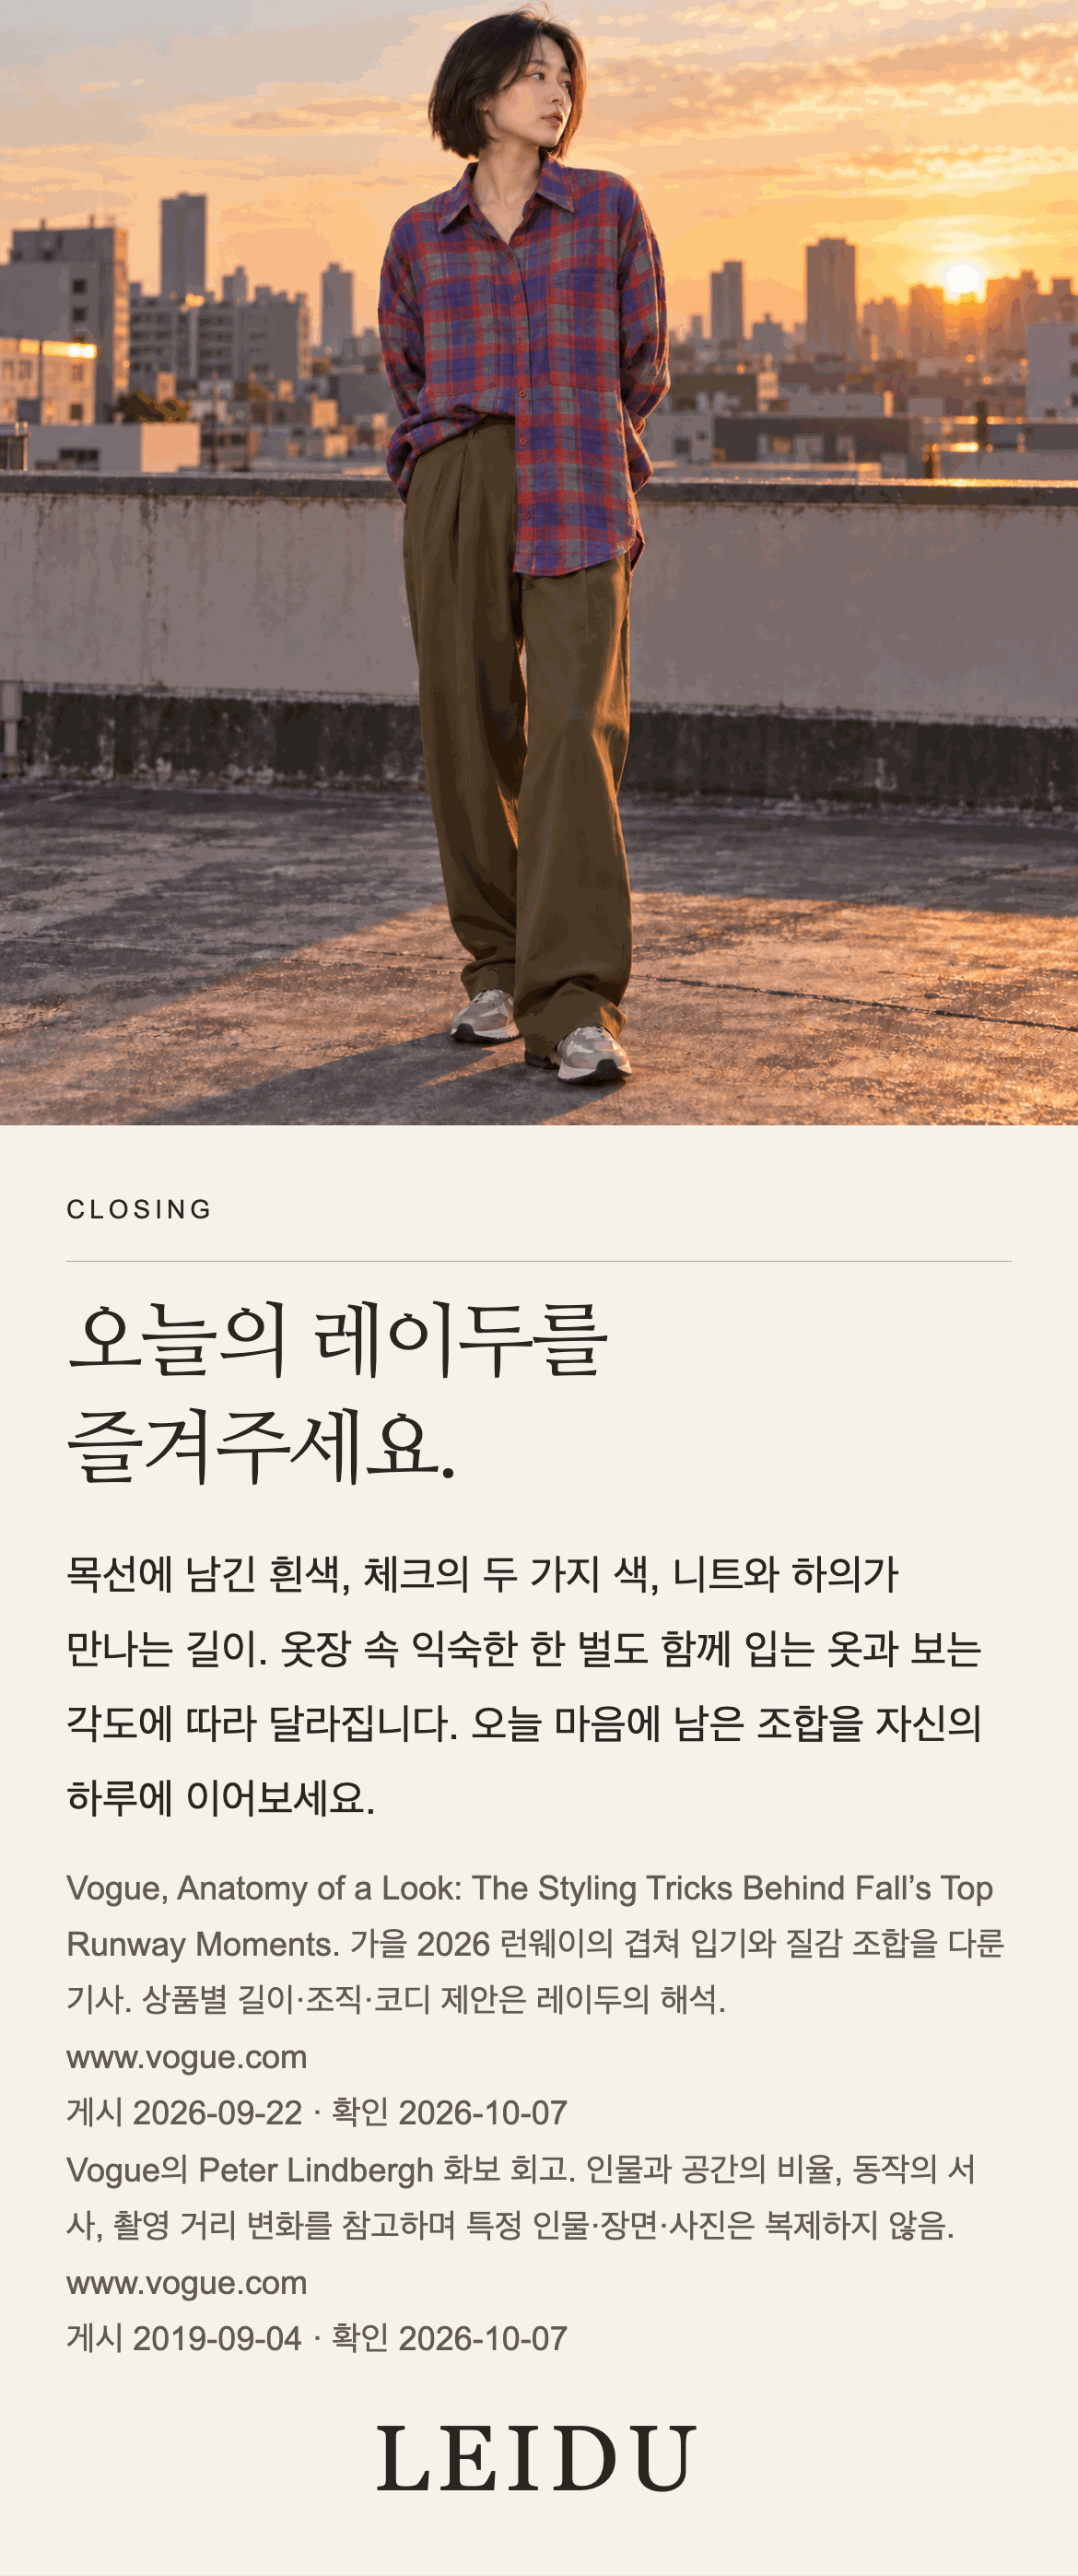 CLOSING
오늘의 레이두를
즐겨주세요.
목선에 남긴 흰색, 체크의 두 가지 색, 니트와 하의가
만나는 길이. 옷장 속 익숙한 한 벌도 함께 입는 옷과 보는
각도에 따라 달라집니다. 오늘 마음에 남은 조합을 자신의
하루에 이어보세요.
Vogue, Anatomy of a Look: The Styling Tricks Behind Fall’s Top
Runway Moments. 가을 2026 런웨이의 겹쳐 입기와 질감 조합을 다룬
기사. 상품별 길이·조직·코디 제안은 레이두의 해석.
www.vogue.com
게시 2026-09-22 · 확인 2026-10-07
Vogue의 Peter Lindbergh 화보 회고. 인물과 공간의 비율, 동작의 서
사, 촬영 거리 변화를 참고하며 특정 인물·장면·사진은 복제하지 않음.
www.vogue.com
게시 2019-09-04 · 확인 2026-10-07
LEIDU